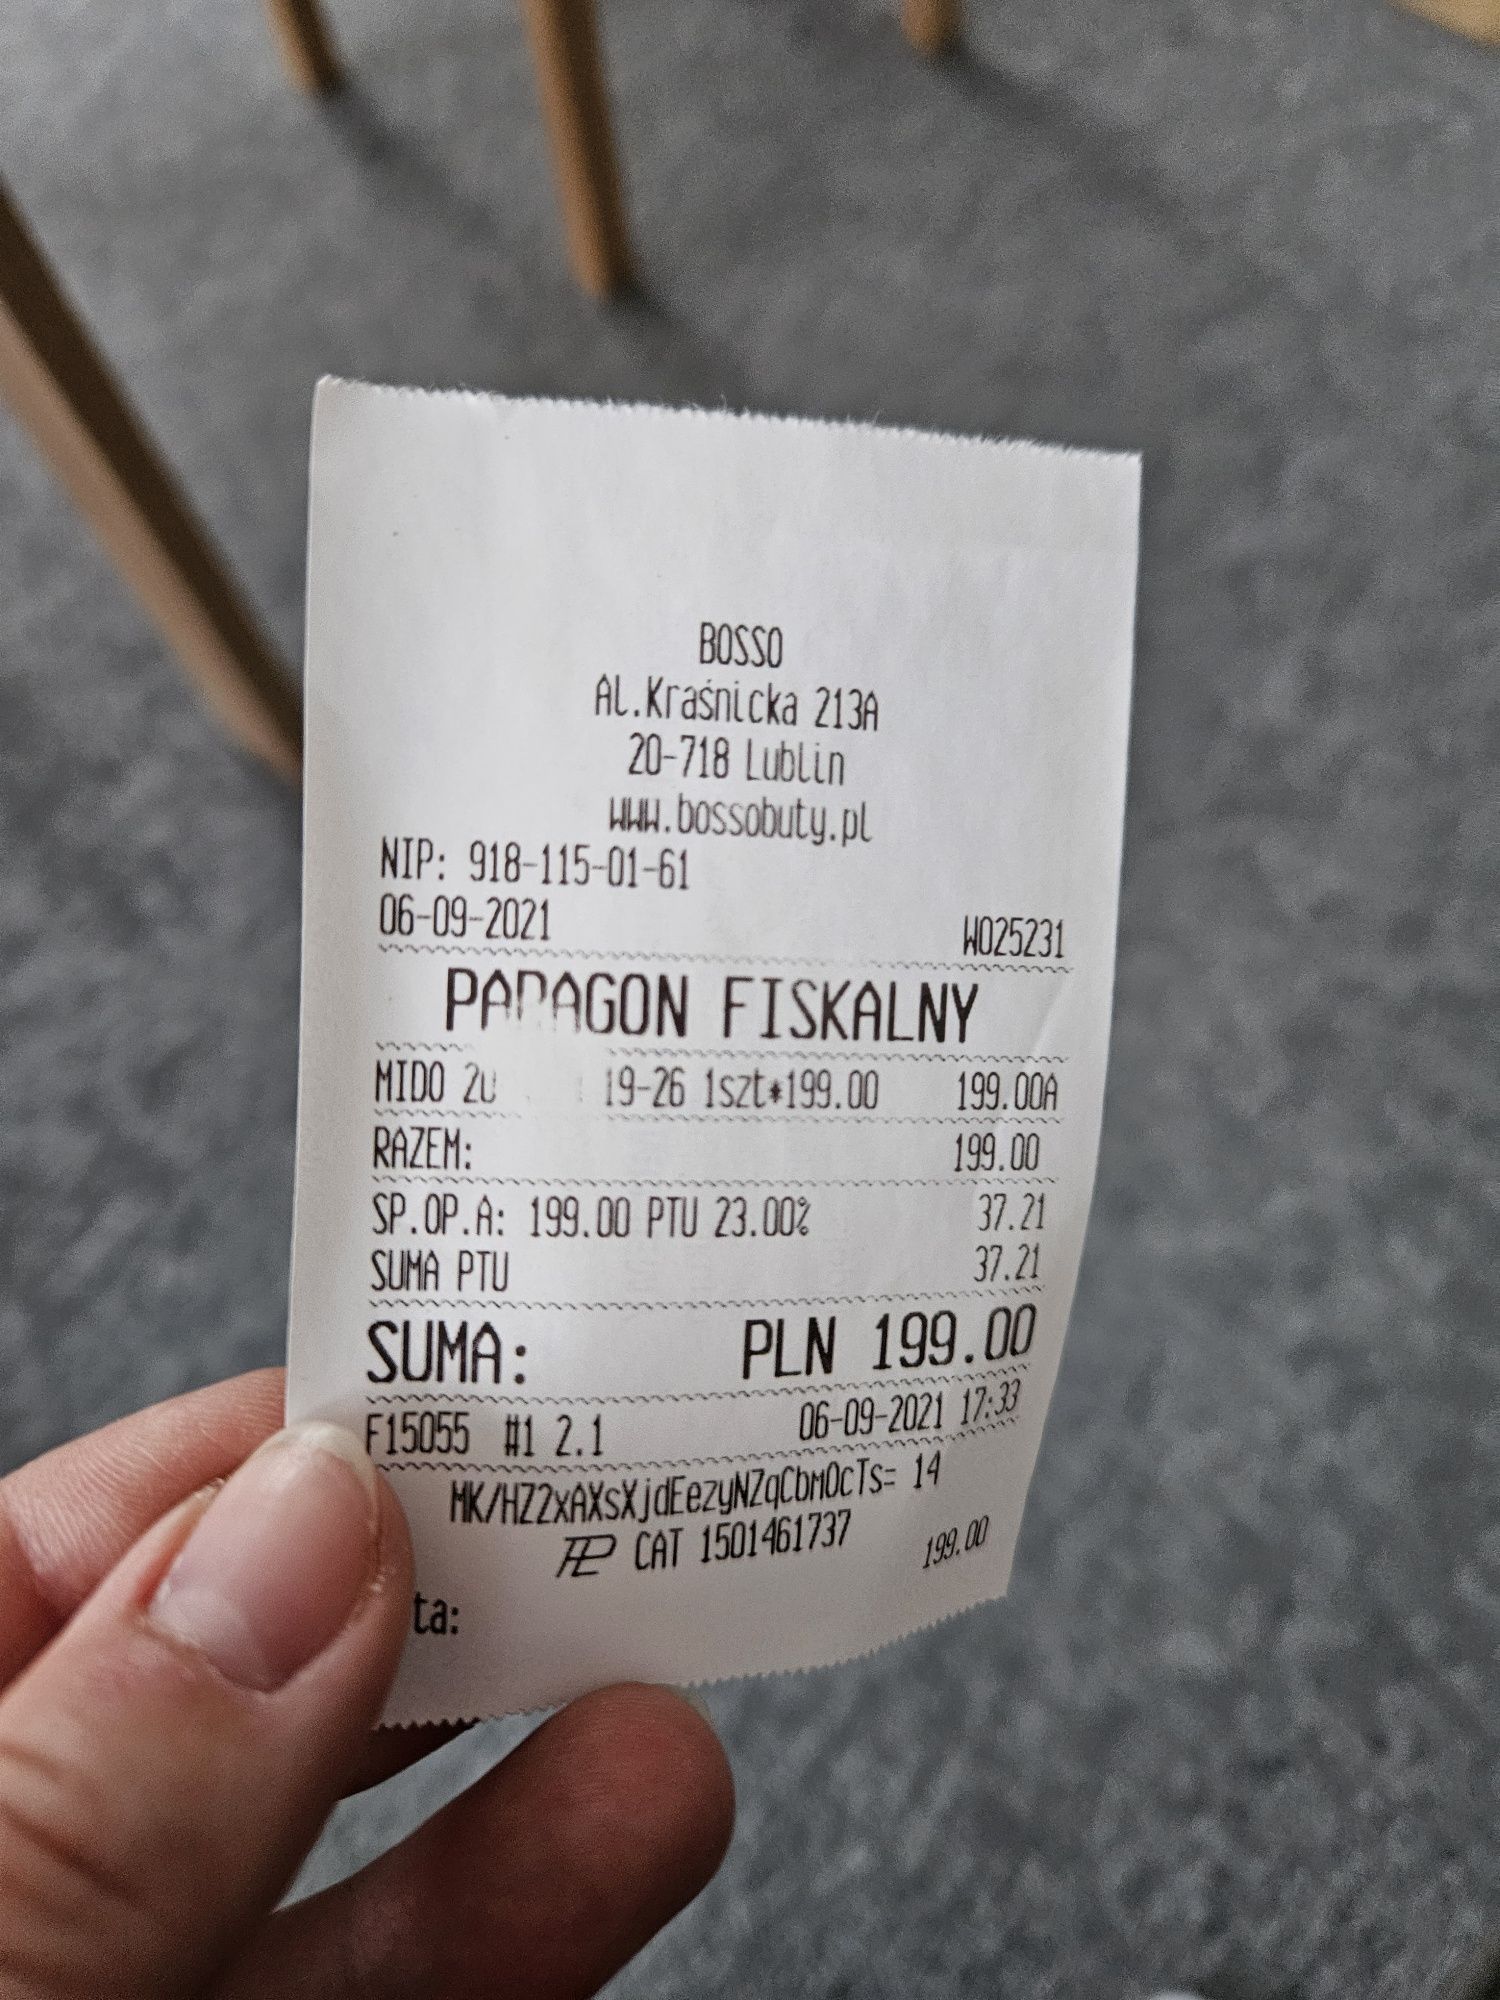 BOSSO
Al.Kraśnicka 213A
20-718 Lublin
www.bossobuty.pl
NIP: 918-115-01-61
06-09-2021 W025231
PARAGON FISKALNY
MIDO 19-26 1szt*199.00 199.00A
RAZEM: 199.00
SP.OP.A: 199.00 PTU 23.00% 37.21
SUMA PTU 37.21
SUMA: PLN 199.00
F15055 #1 2.1 06-09-2021 17:33
MK/HZ2xAXsXjdEezyNZqCbmOcTs= 14
CAT 1501461737
ta: 199.00